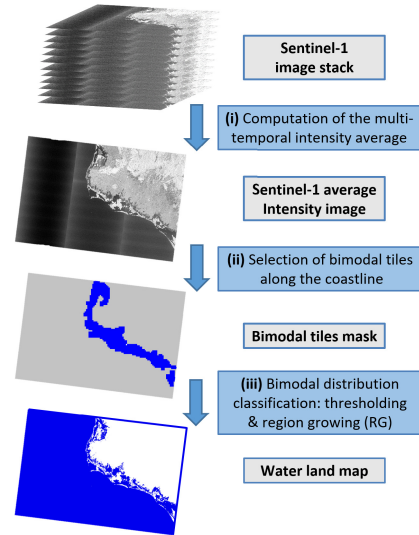 Sentinel-1
image stack
(i) Computation of the multi-
temporal intensity average
Sentinel-1 average
Intensity image
(ii) Selection of bimodal tiles
along the coastline
Bimodal tiles mask
(iii) Bimodal distribution
classification: thresholding
& region growing (RG)
Water land map